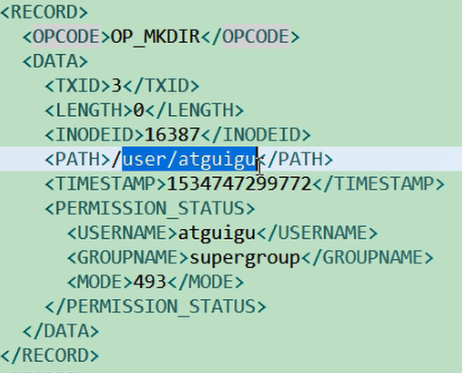 <RECORD>
<OPCODE>OP_MKDIR</OPCODE>
<DATA>
<TXID>3</TXID>
<LENGTH>0</LENGTH>
<INODEID>16387</INODEID>
<PATH>/user/atguigu</PATH>
<TIMESTAMP>1534747299772</TIMESTAMP>
<PERMISSION_STATUS>
<USERNAME>atguigu</USERNAME>
<GROUPNAME>supergroup</GROUPNAME>
<MODE>493</MODE>
</PERMISSION_STATUS>
</DATA>
</RECORD>